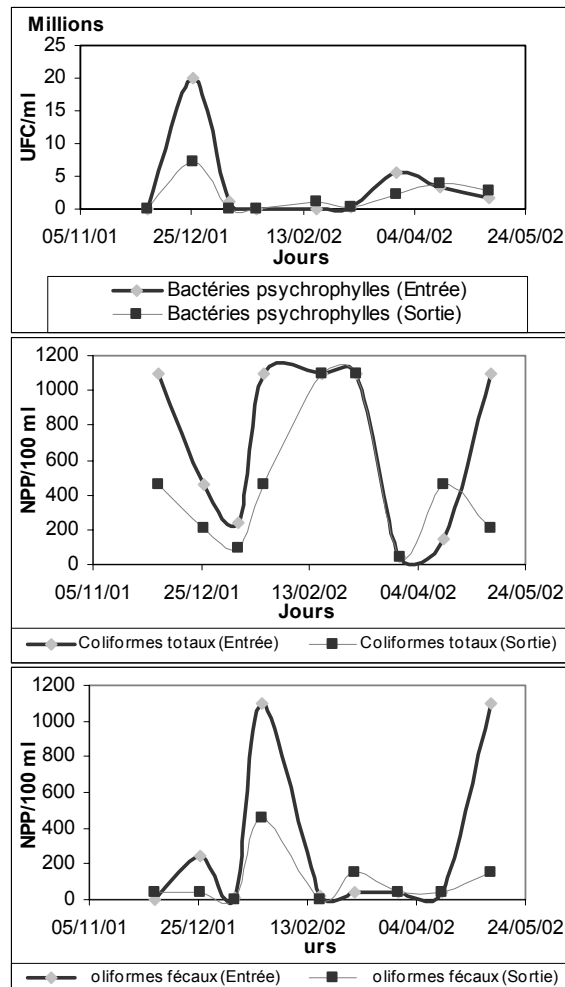 Millions
25
20
15
10
5
0
UFC/ml
05/11/01 25/12/01 13/02/02 04/04/02 24/05/02
Jours
Bactéries psychrophylles (Entrée)
Bactéries psychrophylles (Sortie)
1200
1000
800
600
400
200
0
NPP/100 ml
05/11/01 25/12/01 13/02/02 04/04/02 24/05/02
Jours
Coliformes totaux (Entrée) Coliformes totaux (Sortie)
1200
1000
800
600
400
200
0
NPP/100 ml
05/11/01 25/12/01 13/02/02 04/04/02 24/05/02
urs
oliformes fécaux (Entrée) oliformes fécaux (Sortie)